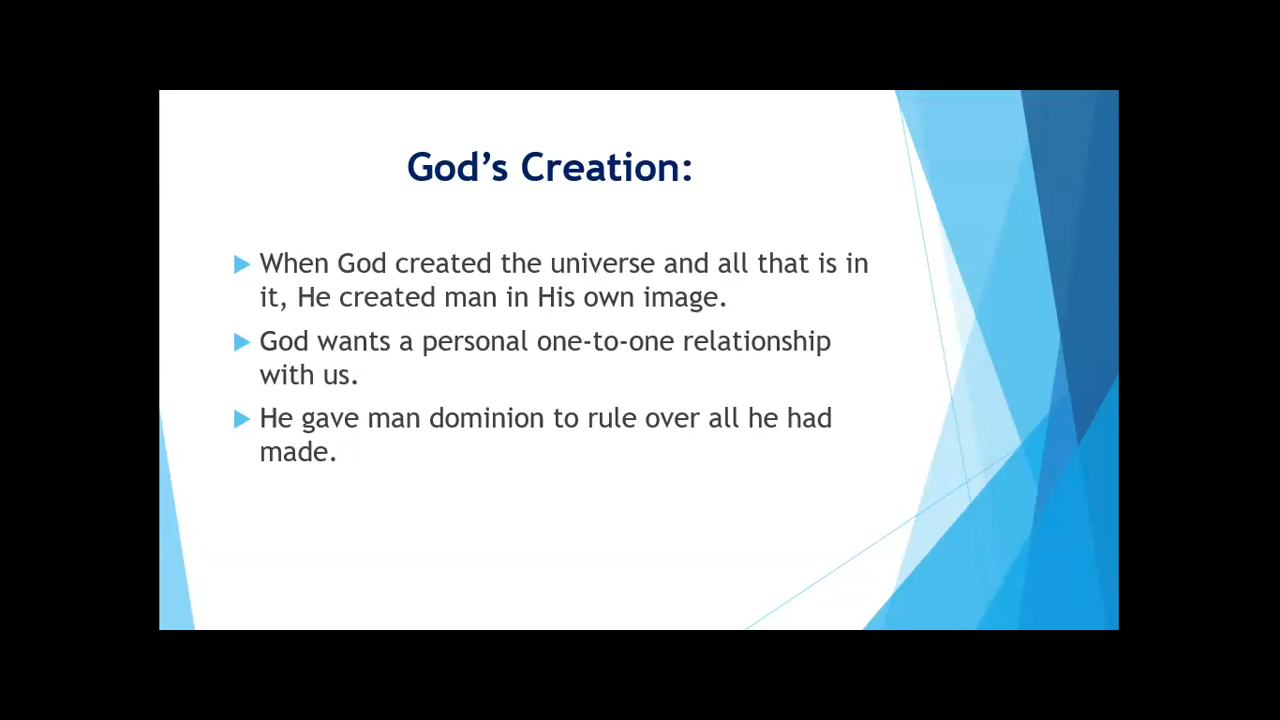 God’s Creation:
When God created the universe and all that is in
it, He created man in His own image.
God wants a personal one-to-one relationship
with us.
He gave man dominion to rule over all he had
made.